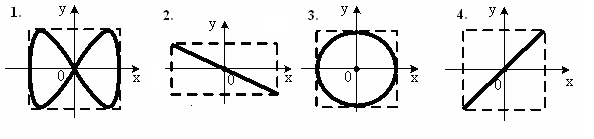 1. y 0 x
2. y 0 x
3. y 0 x
4. y 0 x